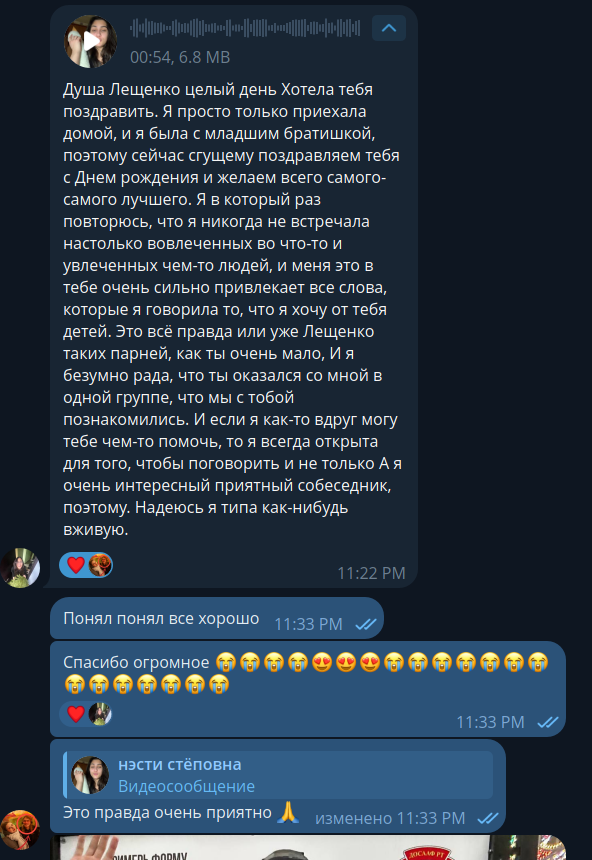 00:54, 6.8 MB
Душа Лещенко целый день Хотела тебя
поздравить. Я просто только приехала
домой, и я была с младшим братишкой,
поэтому сейчас сгущему поздравляем тебя
с Днем рождения и желаем всего самого-
самого лучшего. Я в который раз
повторюсь, что я никогда не встречала
настолько вовлеченных во что-то и
увлеченных чем-то людей, и меня это в
тебе очень сильно привлекает все слова,
которые я говорила то, что я хочу от тебя
детей. Это всё правда или уже Лещенко
таких парней, как ты очень мало, И я
безумно рада, что ты оказался со мной в
одной группе, что мы с тобой
познакомились. И если я как-то вдруг могу
тебе чем-то помочь, то я всегда открыта
для того, чтобы поговорить и не только А я
очень интересный приятный собеседник,
поэтому. Надеюсь я типа как-нибудь
вживую.
❤️
11:22 PM
Понял понял все хорошо 11:33 PM
Спасибо огромное 😭😭😭😭😍😍😍😭😭😭😭😭😭😭
😭😭😭😭😭😭😭
❤️
11:33 PM
нэсти стёповна
Видеосообщение
Это правда очень приятно 🙏 изменено 11:33 PM
ПРИМЕРЬ ФОРМУ
ДОСААФ РТ